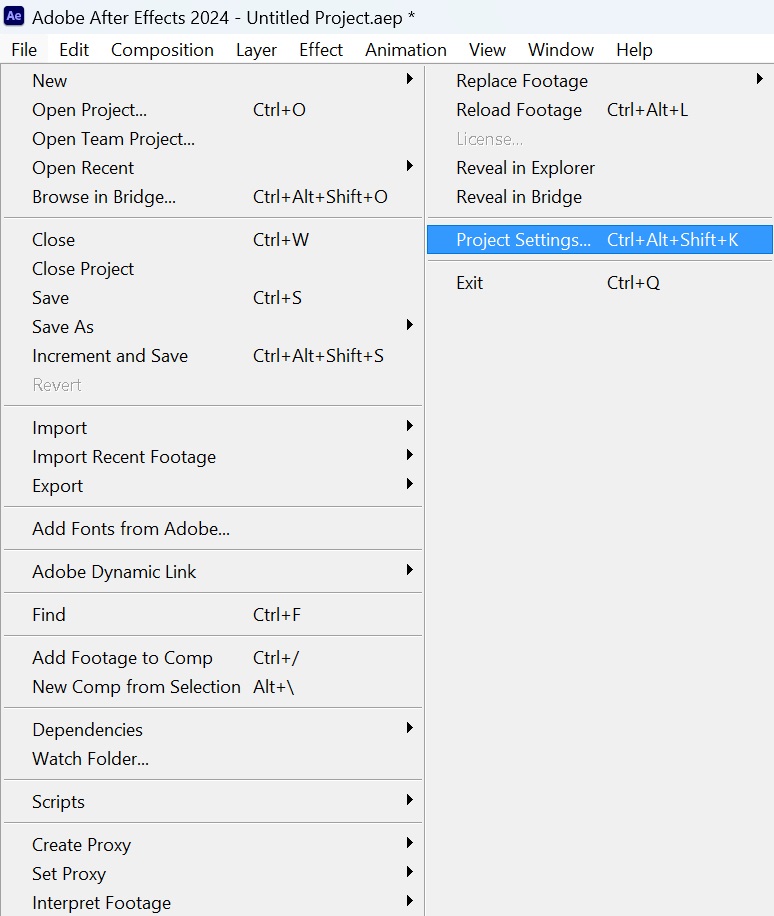 Ae Adobe After Effects 2024 - Untitled Project.aep *
File Edit Composition Layer Effect Animation View Window Help
New
Open Project... Ctrl+O
Open Team Project...
Open Recent
Browse in Bridge... Ctrl+Alt+Shift+O
Close Ctrl+W
Close Project
Save Ctrl+S
Save As
Increment and Save Ctrl+Alt+Shift+S
Revert
Import
Import Recent Footage
Export
Add Fonts from Adobe...
Adobe Dynamic Link
Find Ctrl+F
Add Footage to Comp Ctrl+/
New Comp from Selection Alt+\
Dependencies
Watch Folder...
Scripts
Create Proxy
Set Proxy
Interpret Footage
Replace Footage
Reload Footage Ctrl+Alt+L
License...
Reveal in Explorer
Reveal in Bridge
Project Settings... Ctrl+Alt+Shift+K
Exit Ctrl+Q